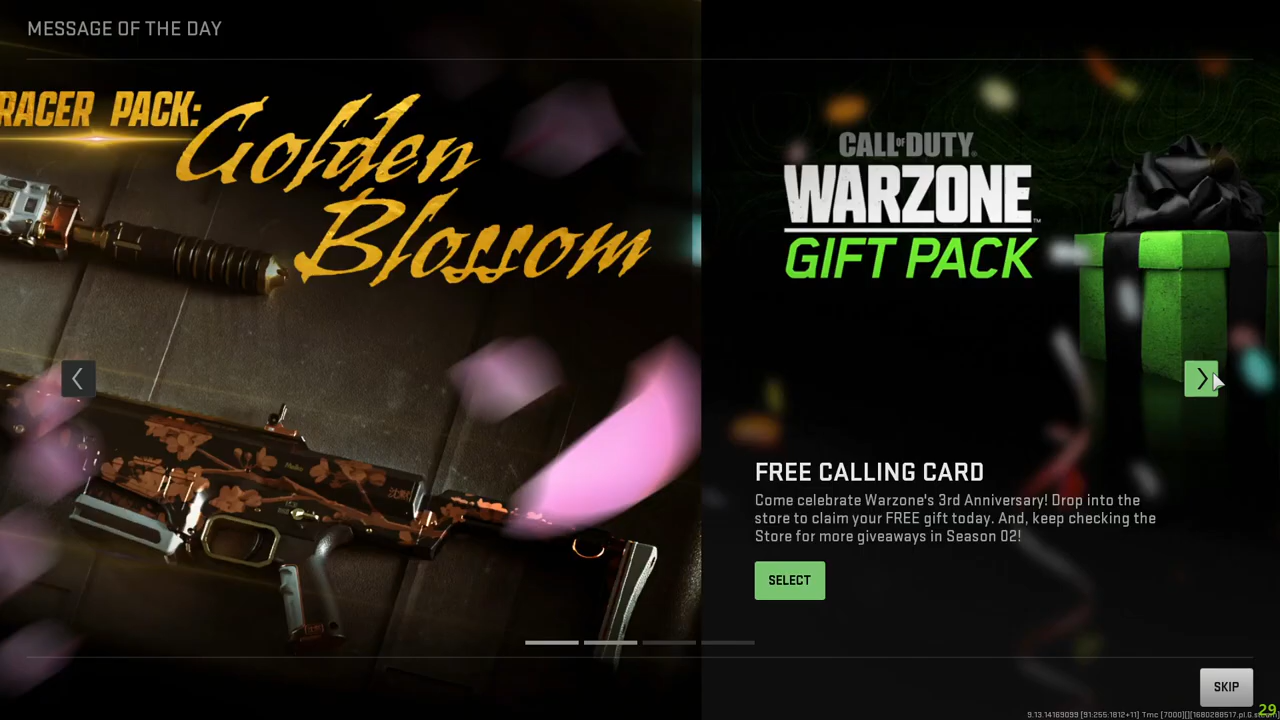 MESSAGE OF THE DAY
RACER PACK:
Golden
Blossom
CALL OF DUTY.
WARZONE™
GIFT PACK
FREE CALLING CARD
Come celebrate Warzone's 3rd Anniversary! Drop into the
store to claim your FREE gift today. And, keep checking the
Store for more giveaways in Season 02!
SELECT
SKIP
29